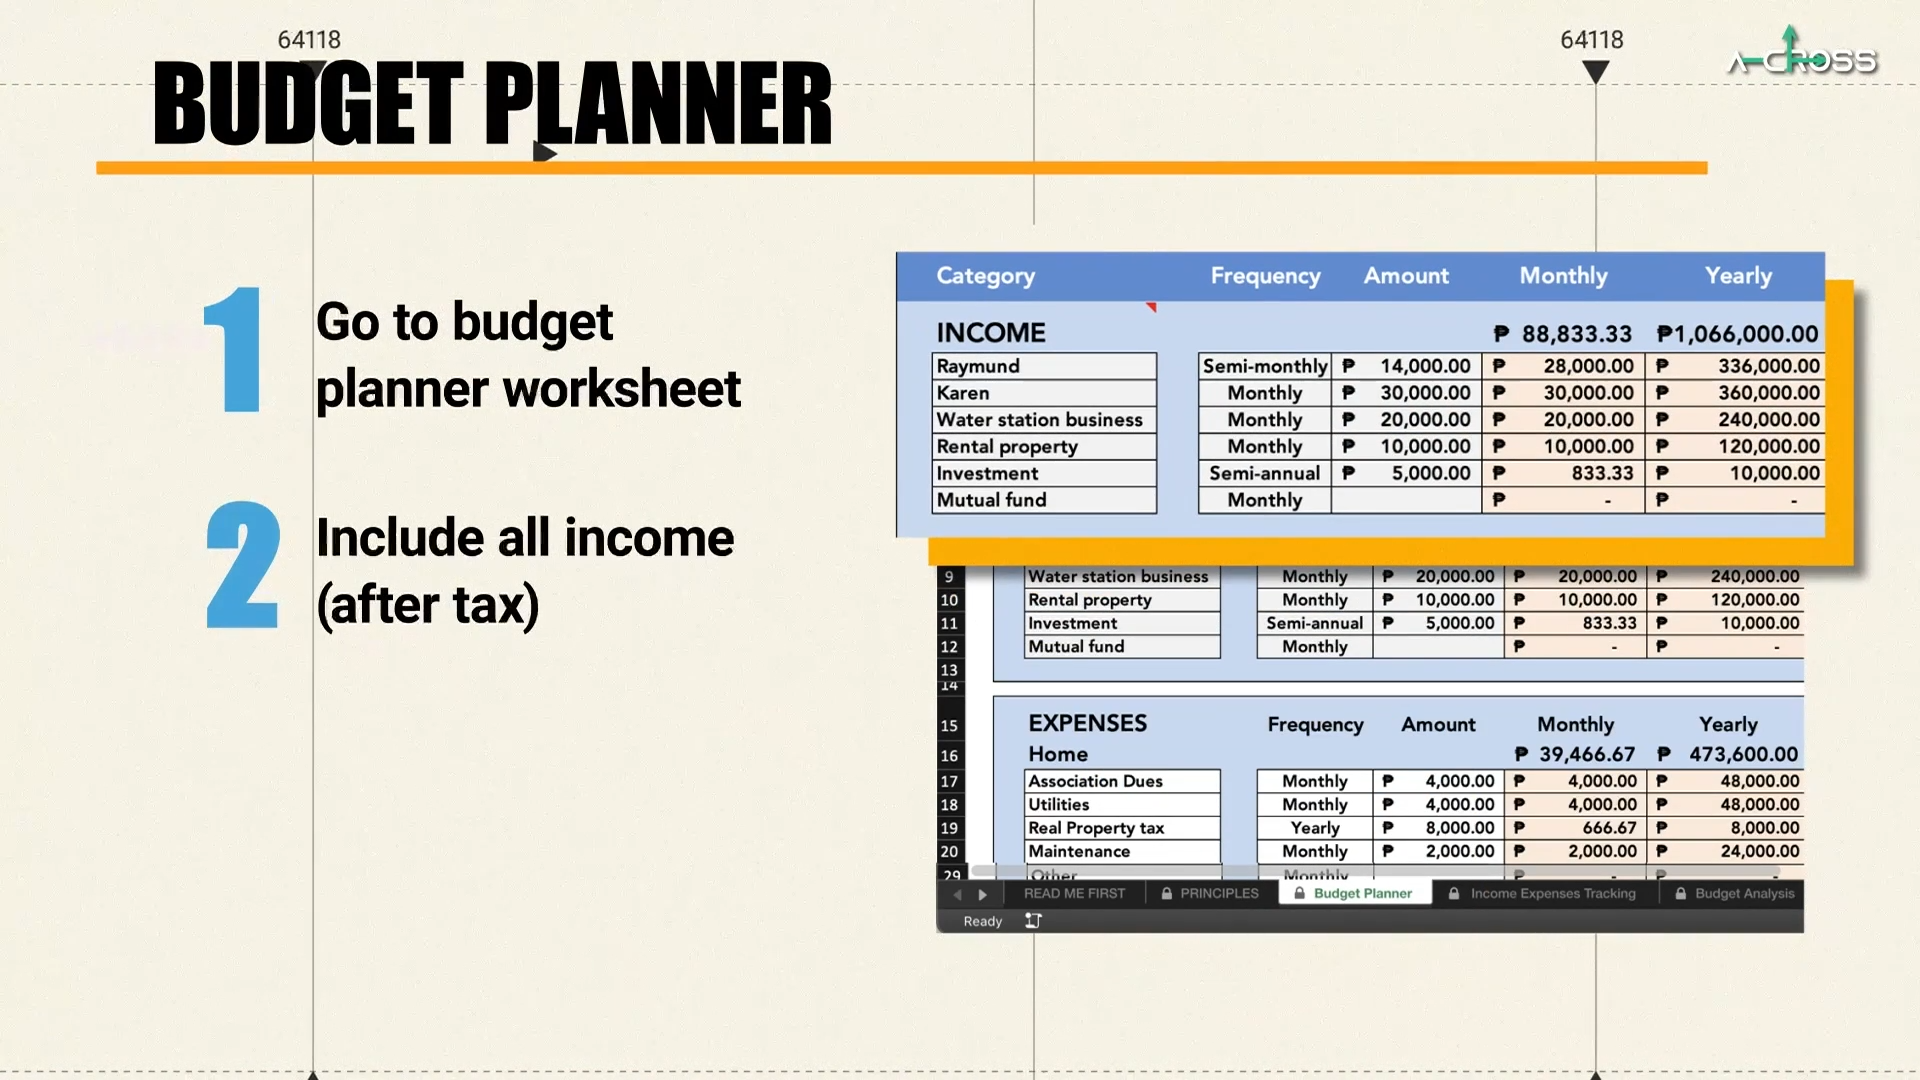 64118
64118
A-CROSS
BUDGET PLANNER
1
Go to budget
planner worksheet
2
Include all income
(after tax)
Category Frequency Amount Monthly Yearly
INCOME ₱ 88,833.33 ₱1,066,000.00
Raymund Semi-monthly ₱ 14,000.00 ₱ 28,000.00 ₱ 336,000.00
Karen Monthly ₱ 30,000.00 ₱ 30,000.00 ₱ 360,000.00
Water station business Monthly ₱ 20,000.00 ₱ 20,000.00 ₱ 240,000.00
Rental property Monthly ₱ 10,000.00 ₱ 10,000.00 ₱ 120,000.00
Investment Semi-annual ₱ 5,000.00 ₱ 833.33 ₱ 10,000.00
Mutual fund Monthly ₱ - ₱ -
9 Water station business Monthly ₱ 20,000.00 ₱ 20,000.00 ₱ 240,000.00
10 Rental property Monthly ₱ 10,000.00 ₱ 10,000.00 ₱ 120,000.00
11 Investment Semi-annual ₱ 5,000.00 ₱ 833.33 ₱ 10,000.00
12 Mutual fund Monthly ₱ - ₱ -
13
14
15 EXPENSES Frequency Amount Monthly Yearly
16 Home ₱ 39,466.67 ₱ 473,600.00
17 Association Dues Monthly ₱ 4,000.00 ₱ 4,000.00 ₱ 48,000.00
18 Utilities Monthly ₱ 4,000.00 ₱ 4,000.00 ₱ 48,000.00
19 Real Property tax Yearly ₱ 8,000.00 ₱ 666.67 ₱ 8,000.00
20 Maintenance Monthly ₱ 2,000.00 ₱ 2,000.00 ₱ 24,000.00
29 Other Monthly ₱ - ₱ -
READ ME FIRST PRINCIPLES Budget Planner Income Expenses Tracking Budget Analysis
Ready